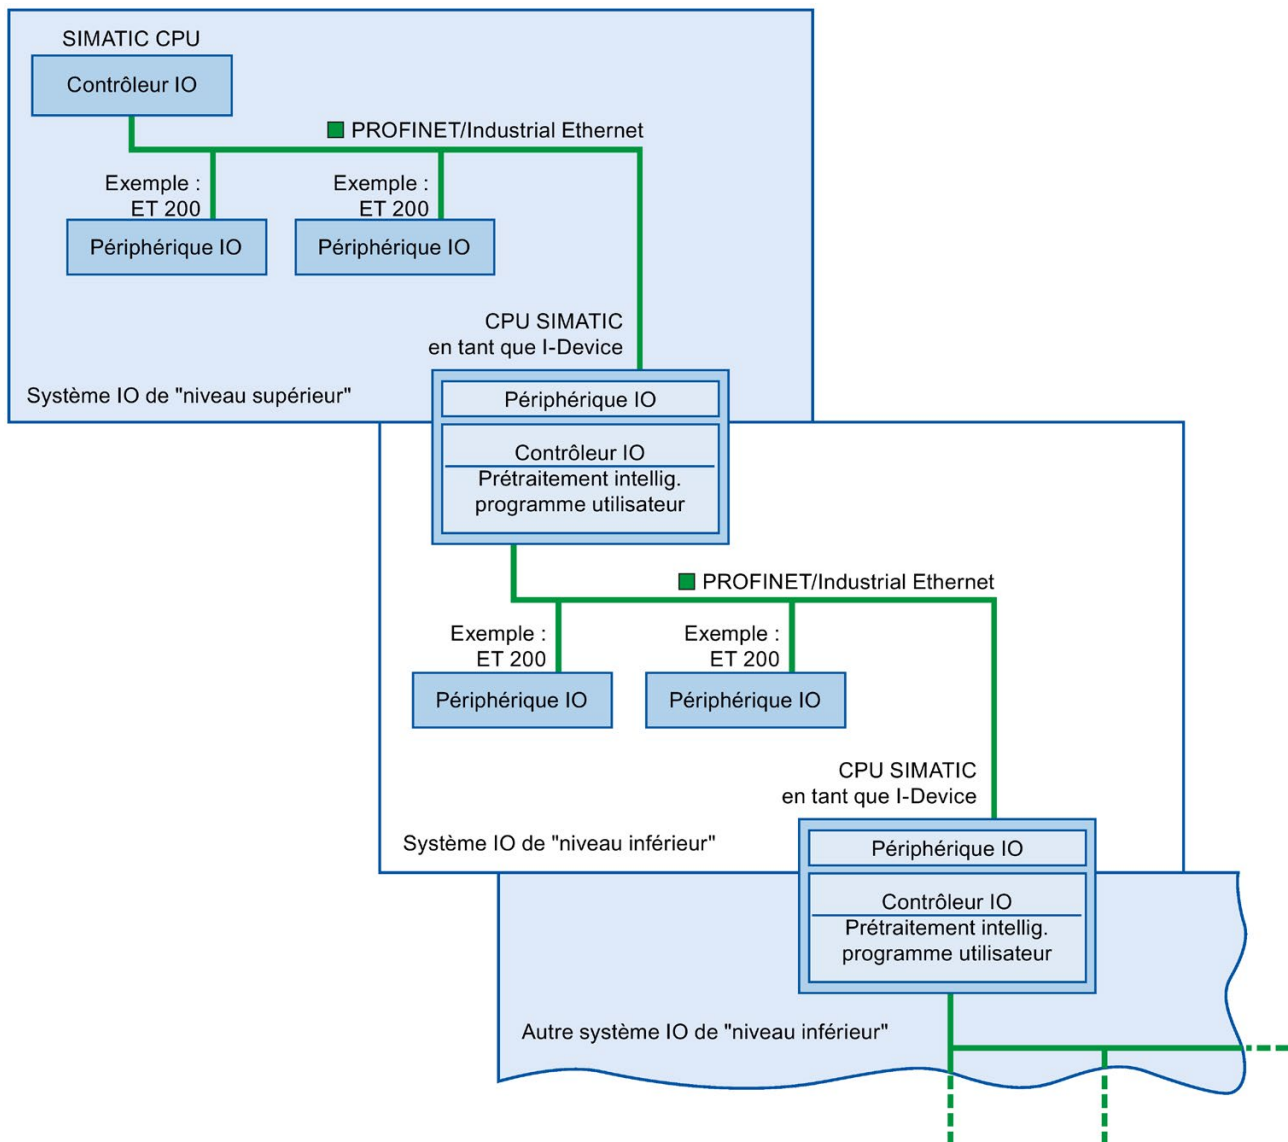 SIMATIC CPU
Contrôleur IO
PROFINET/Industrial Ethernet
Exemple :
ET 200
Périphérique IO
Exemple :
ET 200
Périphérique IO
CPU SIMATIC
en tant que I-Device
Système IO de "niveau supérieur"
Périphérique IO
Contrôleur IO
Prétraitement intellig.
programme utilisateur
PROFINET/Industrial Ethernet
Exemple :
ET 200
Périphérique IO
Exemple :
ET 200
Périphérique IO
CPU SIMATIC
en tant que I-Device
Système IO de "niveau inférieur"
Périphérique IO
Contrôleur IO
Prétraitement intellig.
programme utilisateur
Autre système IO de "niveau inférieur"